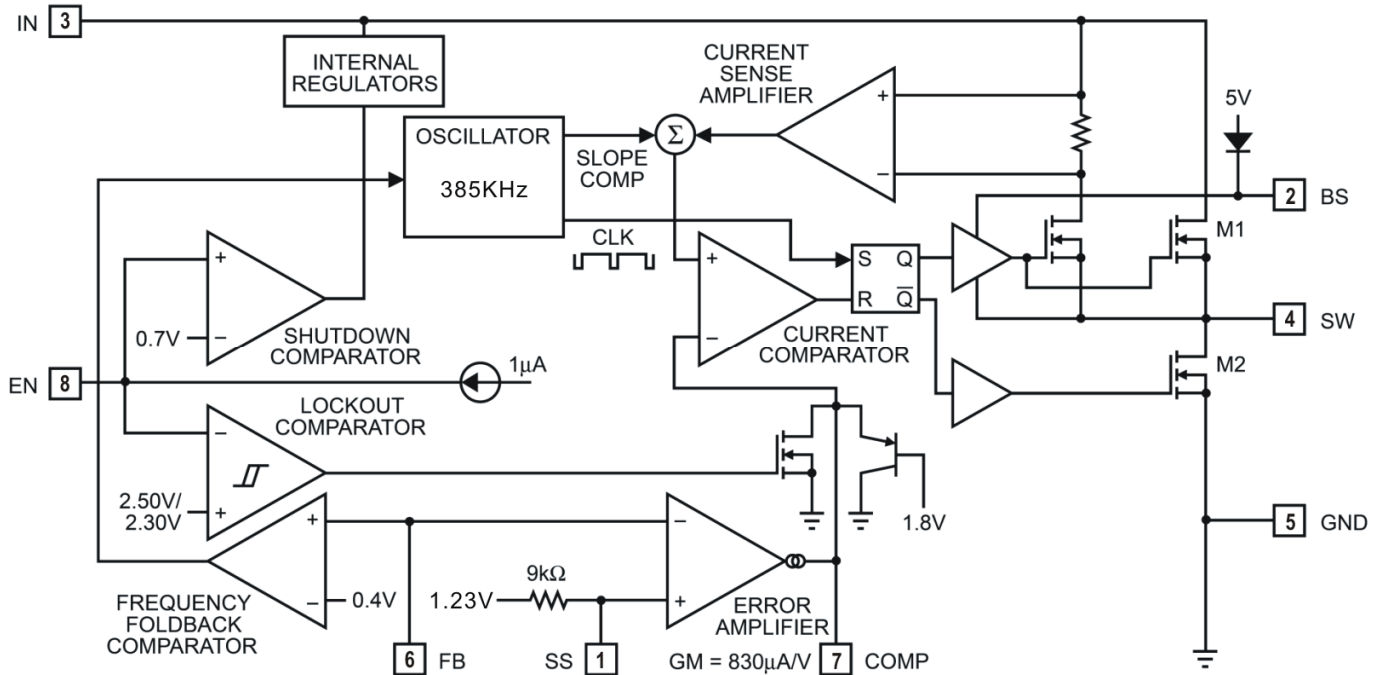 IN 3
INTERNAL
REGULATORS
CURRENT
SENSE
AMPLIFIER
+
−
5V
OSCILLATOR
385KHz
Σ
SLOPE
COMP
CLK
2 BS
M1
+
−
0.7V
SHUTDOWN
COMPARATOR
+
−
CURRENT
COMPARATOR
S Q
R Q̅
4 SW
M2
EN 8
1μA
LOCKOUT
COMPARATOR
−
+
2.50V/
2.30V
1.8V
5 GND
+
−
0.4V
FREQUENCY
FOLDBACK
COMPARATOR
1.23V
9kΩ
−
+
ERROR
AMPLIFIER
6 FB
SS 1
GM = 830μA/V
7 COMP